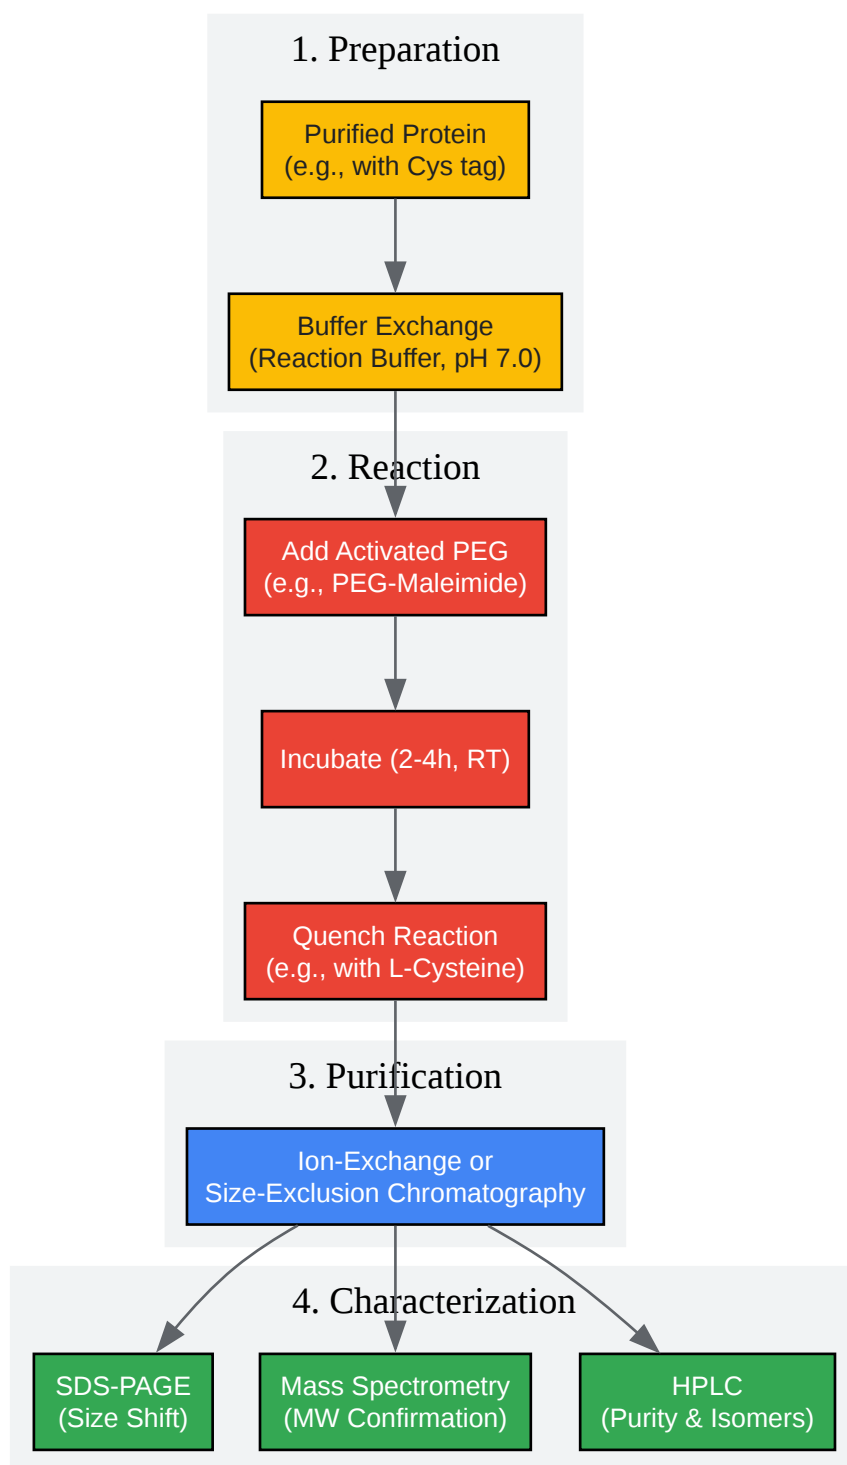 1. Preparation
Purified Protein
(e.g., with Cys tag)
Buffer Exchange
(Reaction Buffer, pH 7.0)
2. Reaction
Add Activated PEG
(e.g., PEG-Maleimide)
Incubate (2-4h, RT)
Quench Reaction
(e.g., with L-Cysteine)
3. Purification
Ion-Exchange or
Size-Exclusion Chromatography
4. Characterization
SDS-PAGE
(Size Shift)
Mass Spectrometry
(MW Confirmation)
HPLC
(Purity & Isomers)